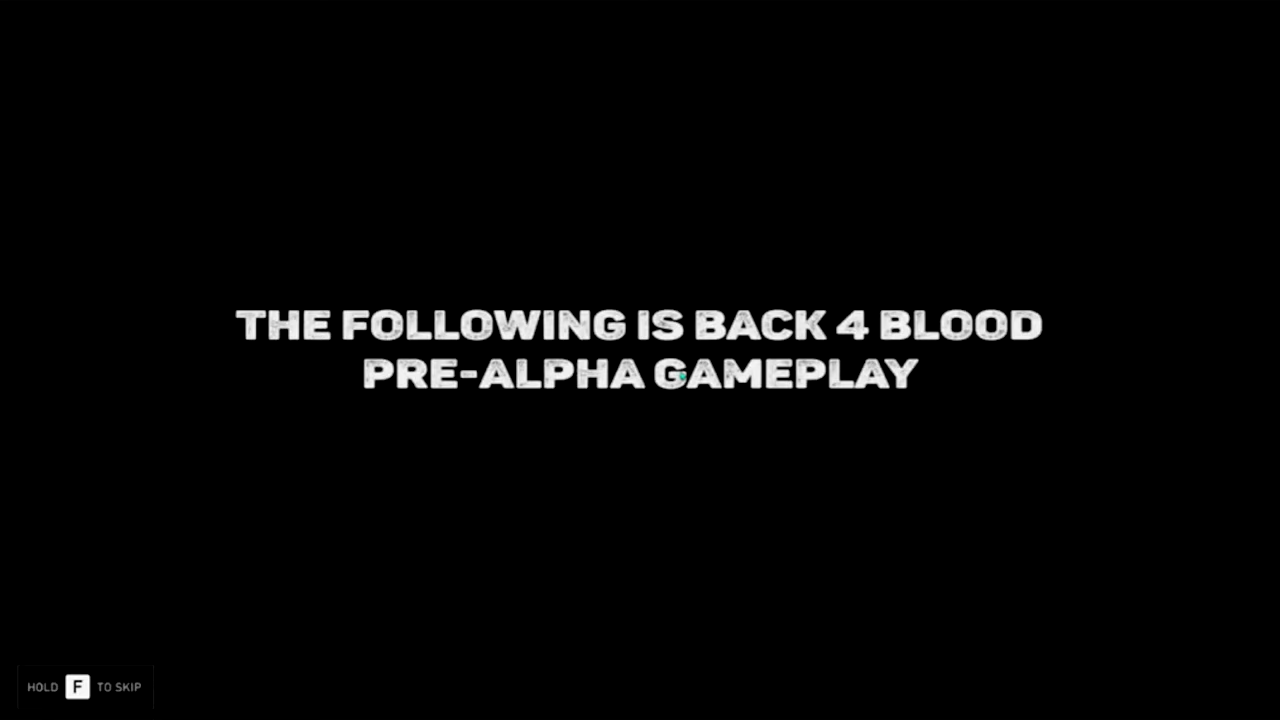 THE FOLLOWING IS BACK 4 BLOOD
PRE-ALPHA GAMEPLAY
HOLD F TO SKIP